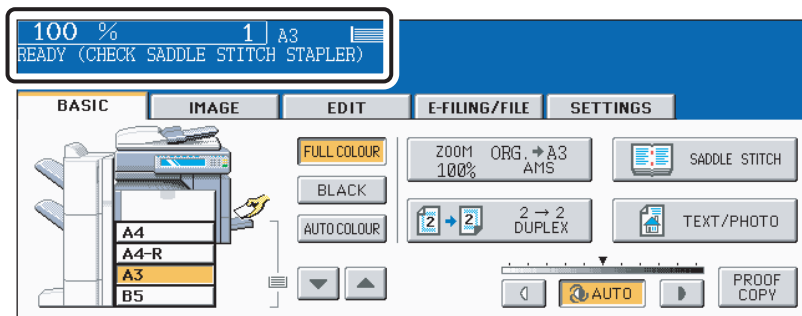 100 % 1 A3
READY (CHECK SADDLE STITCH STAPLER)
BASIC IMAGE EDIT E-FILING/FILE SETTINGS
FULL COLOUR
BLACK
AUTO COLOUR
ZOOM ORG. → A3
100% AMS
SADDLE STITCH
2 → 2 2 → 2
DUPLEX
TEXT/PHOTO
A4
A4-R
A3
B5
AUTO
PROOF
COPY